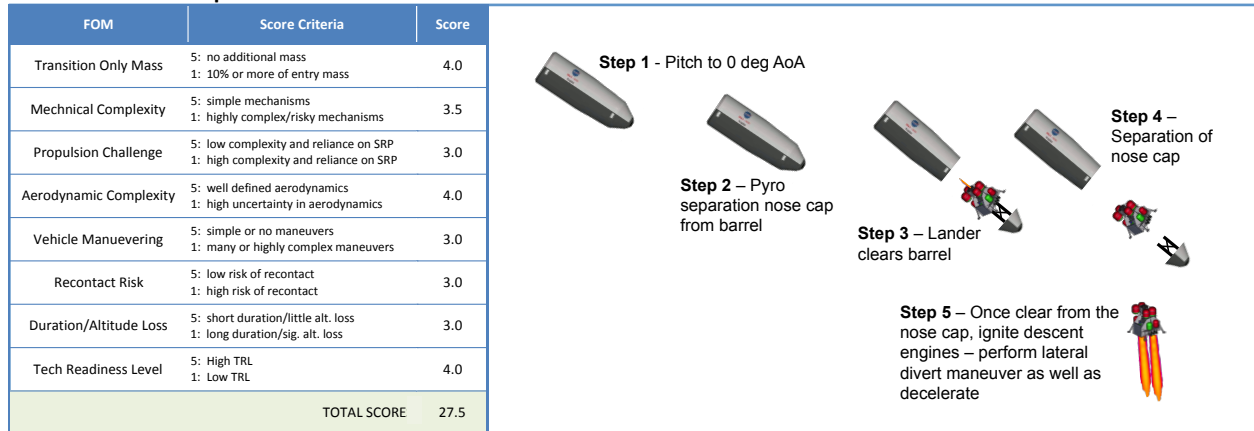 FOM Score Criteria Score
Transition Only Mass
5: no additional mass
1: 10% or more of entry mass
4.0
Mechnical Complexity
5: simple mechanisms
1: highly complex/risky mechanisms
3.5
Propulsion Challenge
5: low complexity and reliance on SRP
1: high complexity and reliance on SRP
3.0
Aerodynamic Complexity
5: well defined aerodynamics
1: high uncertainty in aerodynamics
4.0
Vehicle Manuevering
5: simple or no maneuvers
1: many or highly complex maneuvers
3.0
Recontact Risk
5: low risk of recontact
1: high risk of recontact
3.0
Duration/Altitude Loss
5: short duration/little alt. loss
1: long duration/sig. alt. loss
3.0
Tech Readiness Level
5: High TRL
1: Low TRL
4.0
TOTAL SCORE 27.5
Step 1 - Pitch to 0 deg AoA
Step 2 – Pyro
separation nose cap
from barrel
Step 3 – Lander
clears barrel
Step 4 –
Separation of
nose cap
Step 5 – Once clear from the
nose cap, ignite descent
engines – perform lateral
divert maneuver as well as
decelerate